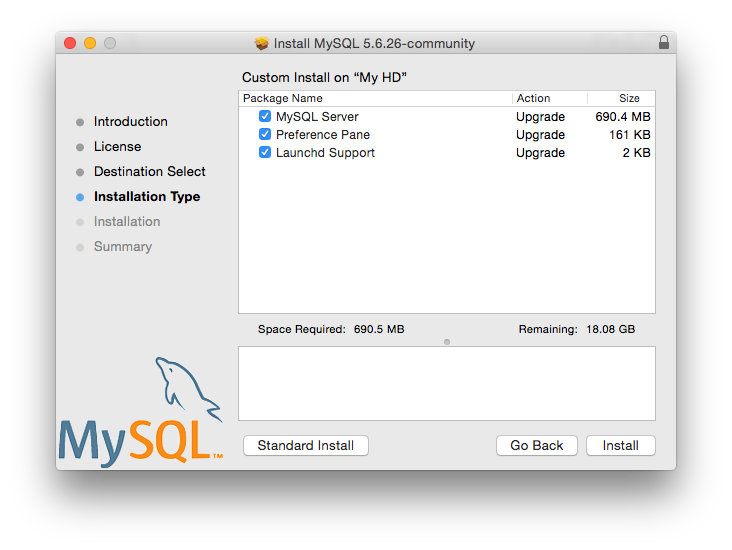 Install MySQL 5.6.26-community
Custom Install on “My HD”
Package Name Action Size
MySQL Server Upgrade 690.4 MB
Preference Pane Upgrade 161 KB
Launchd Support Upgrade 2 KB
Introduction
License
Destination Select
Installation Type
Installation
Summary
Space Required: 690.5 MB Remaining: 18.08 GB
MySQL™
Standard Install Go Back Install